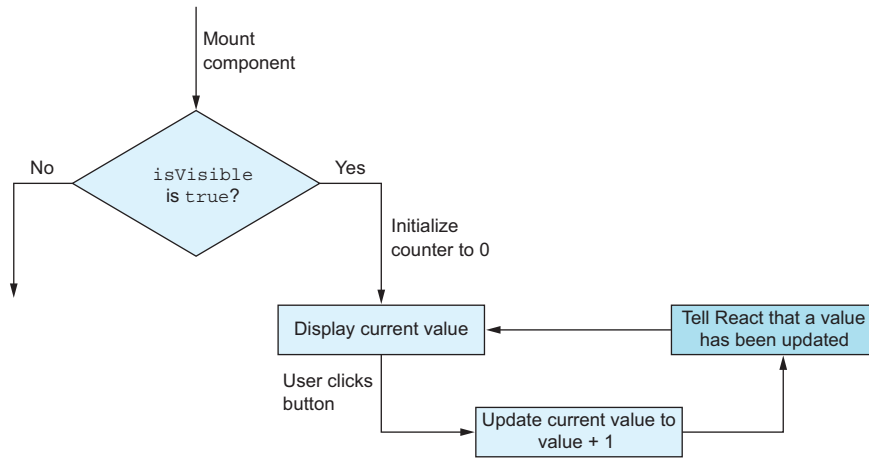 Mount
component
No
isVisible
is true?
Yes
Initialize
counter to 0
Display current value
Tell React that a value
has been updated
User clicks
button
Update current value to
value + 1